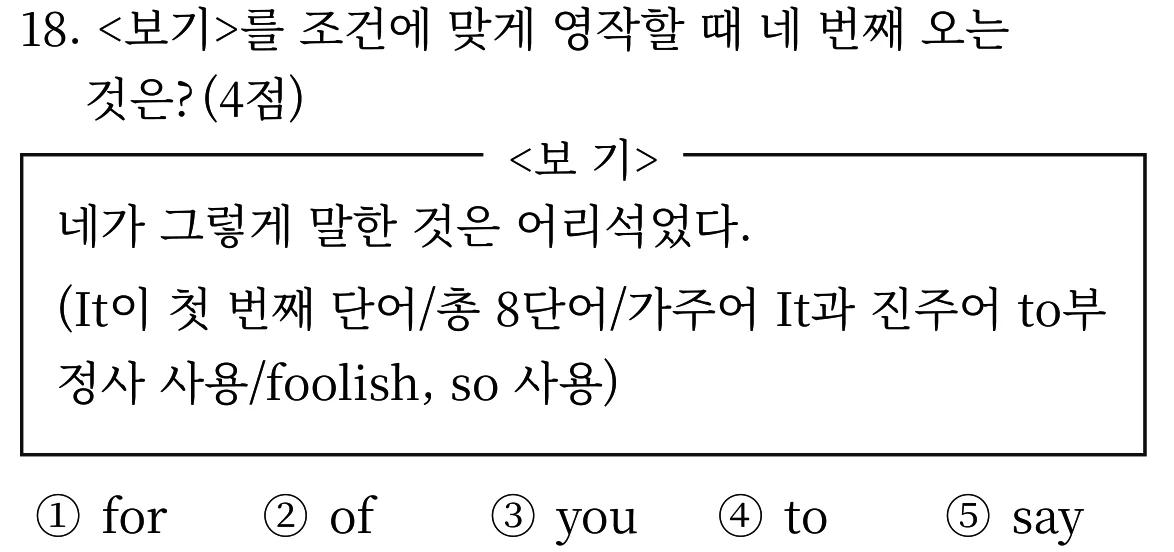 18. <보기>를 조건에 맞게 영작할 때 네 번째 오는
것은?(4점)
<보 기>
네가 그렇게 말한 것은 어리석었다.
(It이 첫 번째 단어/총 8단어/가주어 It과 진주어 to부
정사 사용/foolish, so 사용)
① for ② of ③ you ④ to ⑤ say